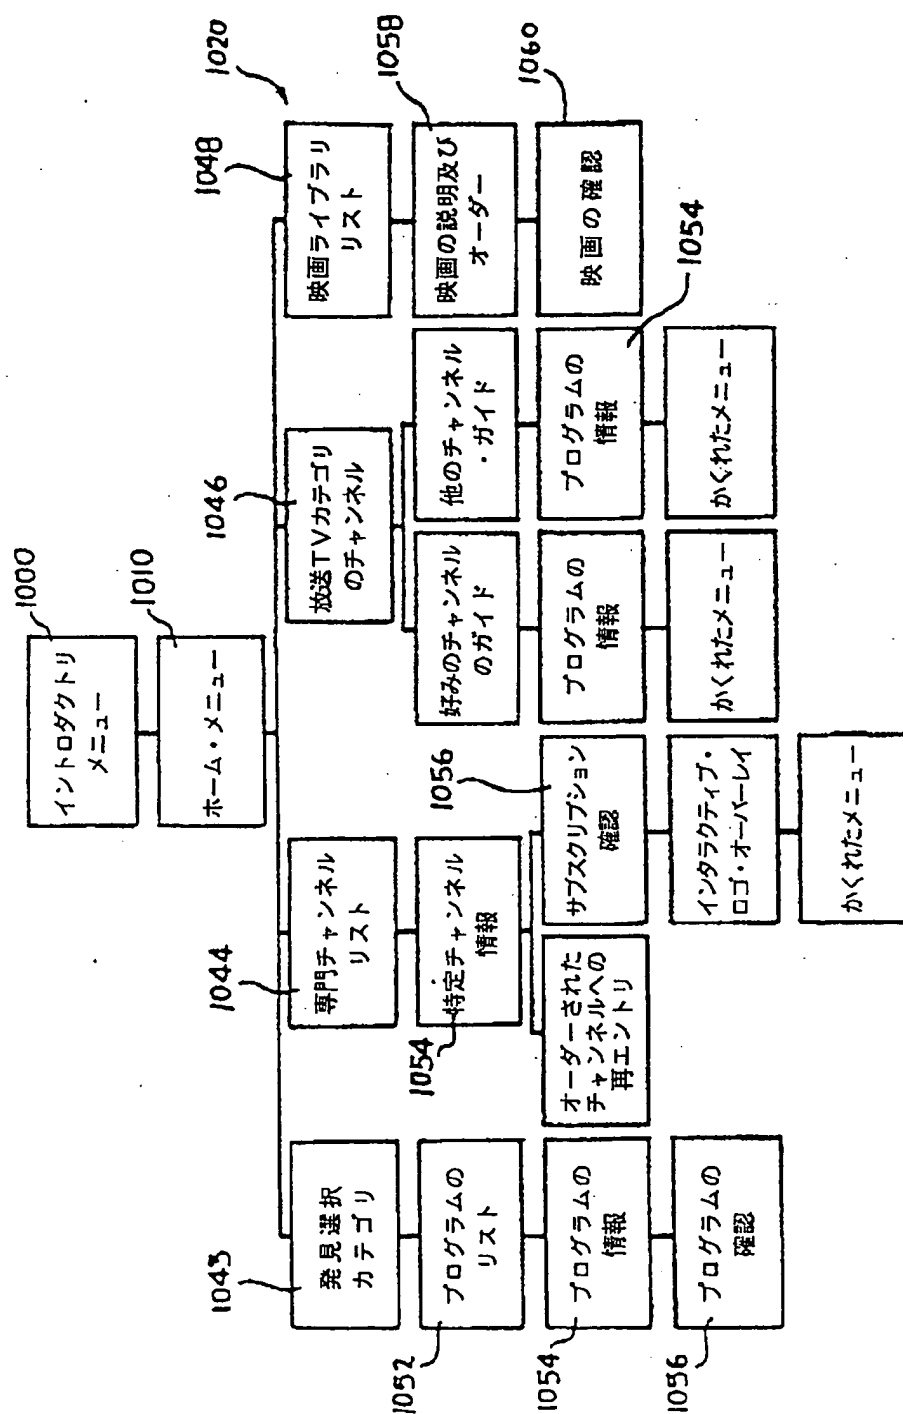 1000
イントロダクトリ
メニュー
1010
ホーム・メニュー
1020
1043
発見選択
カテゴリ
1044
専門チャンネル
リスト
1046
放送TVカテゴリ
のチャンネル
1048
映画ライブラリ
リスト
1052
プログラムの
リスト
1054
特定チャンネル
情報
好みのチャンネル
のガイド
他のチャンネル
・ガイド
1058
映画の説明及び
オーダー
1054
プログラムの
情報
オーダーされた
チャンネルへの
再エントリ
1056
サブスクリプション
確認
プログラムの
情報
1054
プログラムの
情報
1060
映画の確認
1056
プログラムの
確認
インタラクティブ・
ロゴ・オーバーレイ
かくれたメニュー
かくれたメニュー
かくれたメニュー